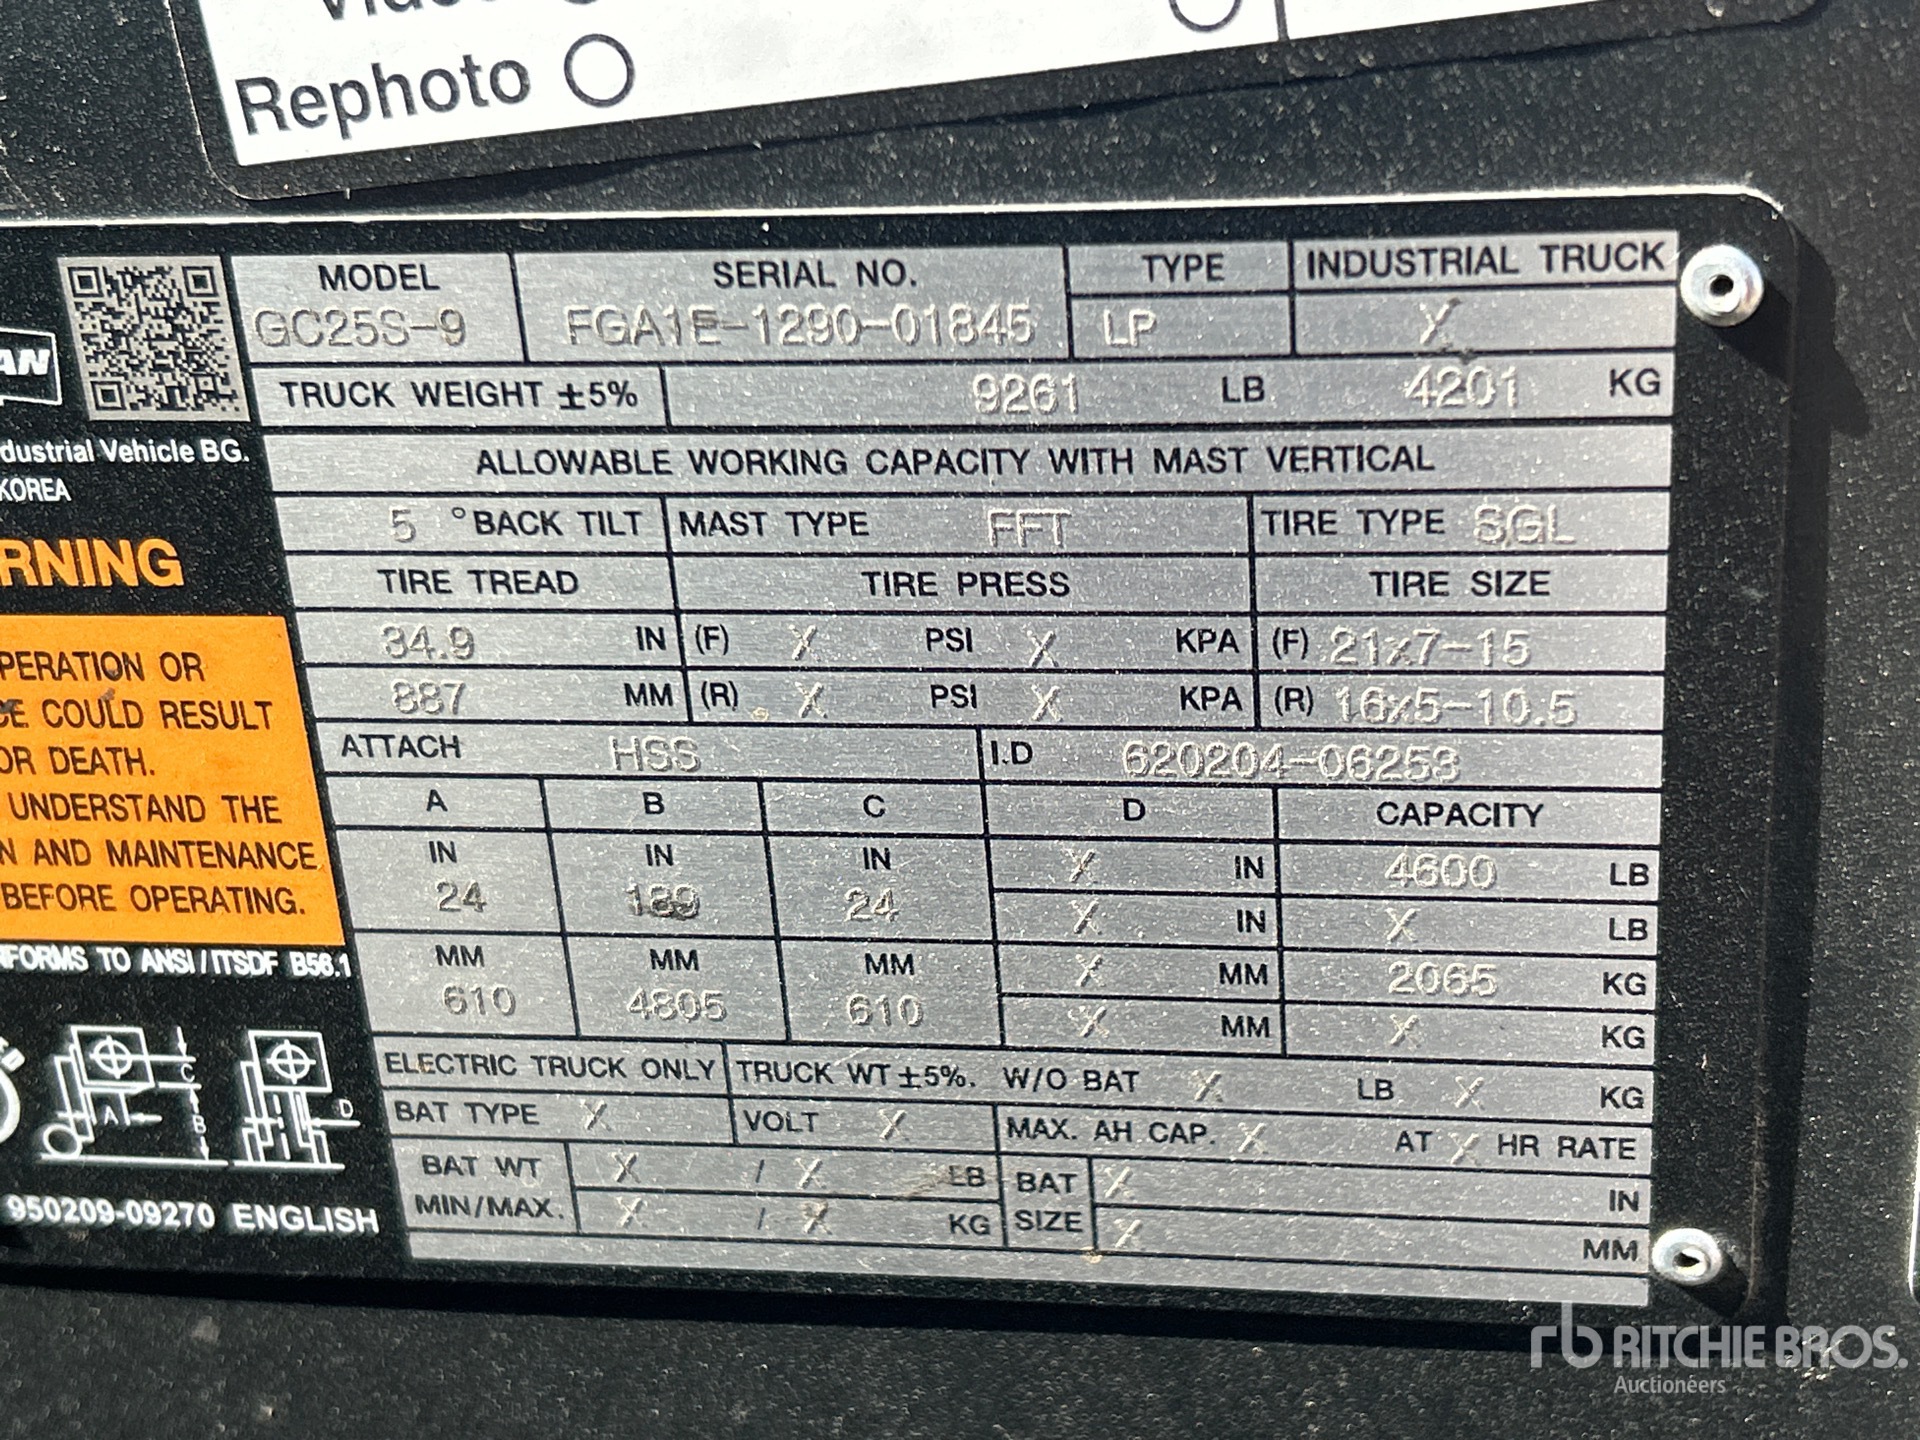 Rephoto
MODEL SERIAL NO. TYPE INDUSTRIAL TRUCK
GC25S-9 FGA1E-1290-01845 LP X
TRUCK WEIGHT ±5% 9261 LB 4201 KG
Industrial Vehicle BG.
KOREA
ALLOWABLE WORKING CAPACITY WITH MAST VERTICAL
5 °BACK TILT MAST TYPE FFT TIRE TYPE SGL
TIRE TREAD TIRE PRESS TIRE SIZE
34.9 IN (F) X PSI X KPA (F) 21x7-15
887 MM (R) X PSI X KPA (R) 16x5-10.5
ATTACH HSS I.D 620204-06253
A B C D CAPACITY
IN IN IN X IN 4600 LB
24 189 24 X IN X LB
MM MM MM X MM 2065 KG
610 4805 610 X MM X KG
ELECTRIC TRUCK ONLY TRUCK WT ±5%. W/O BAT X LB X KG
BAT TYPE X VOLT X MAX. AH CAP. X AT X HR RATE
BAT WT X / X LB BAT X IN
MIN/MAX. X / X KG SIZE X MM
RNING
PERATION OR
CE COULD RESULT
OR DEATH.
UNDERSTAND THE
N AND MAINTENANCE
BEFORE OPERATING.
NFORMS TO ANSI/ITSDF B56.1
C
A B D
950209-09270 ENGLISH
rb RITCHIE BROS.
Auctioneers